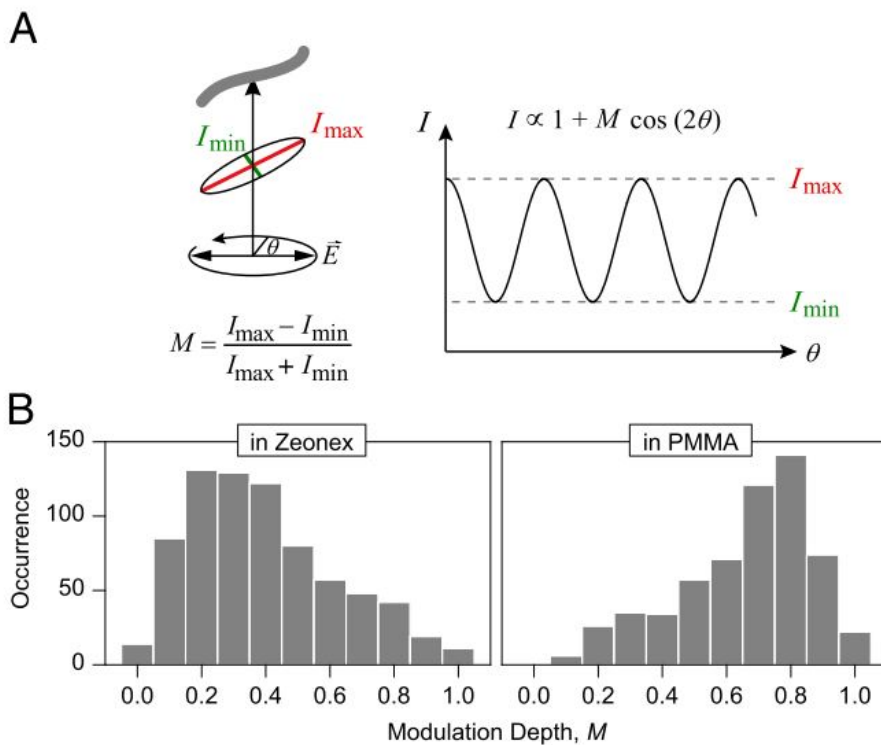 A
I_min
I_max
θ
E⃗
M = (I_max − I_min) / (I_max + I_min)
I
I ∝ 1 + M cos (2θ)
I_max
I_min
θ
B
in Zeonex
in PMMA
150
100
50
0
Occurrence
0.0 0.2 0.4 0.6 0.8 1.0
0.0 0.2 0.4 0.6 0.8 1.0
Modulation Depth, M